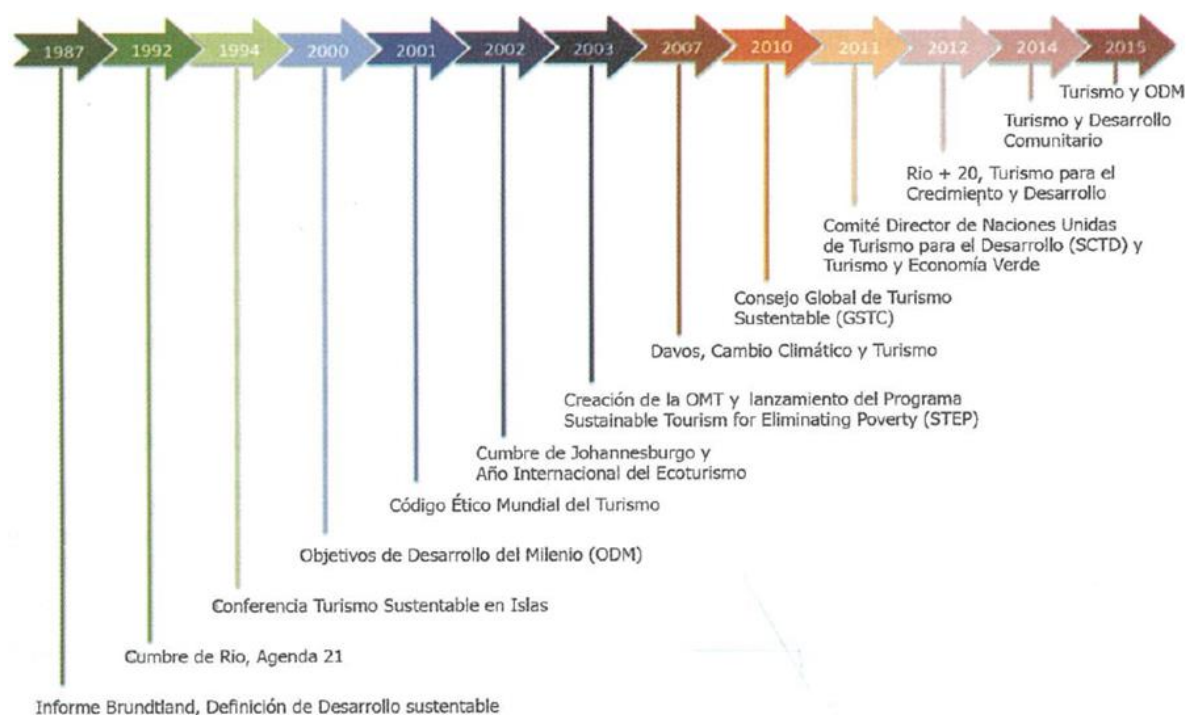 1987 1992 1994 2000 2001 2002 2003 2007 2010 2011 2012 2014 2015
Turismo y ODM
Turismo y Desarrollo
Comunitario
Rio + 20, Turismo para el
Crecimiento y Desarrollo
Comité Director de Naciones Unidas
de Turismo para el Desarrollo (SCTD) y
Turismo y Economía Verde
Consejo Global de Turismo
Sustentable (GSTC)
Davos, Cambio Climático y Turismo
Creación de la OMT y lanzamiento del Programa
Sustainable Tourism for Eliminating Poverty (STEP)
Cumbre de Johannesburgo y
Año Internacional del Ecoturismo
Código Ético Mundial del Turismo
Objetivos de Desarrollo del Milenio (ODM)
Conferencia Turismo Sustentable en Islas
Cumbre de Rio, Agenda 21
Informe Brundtland, Definición de Desarrollo sustentable